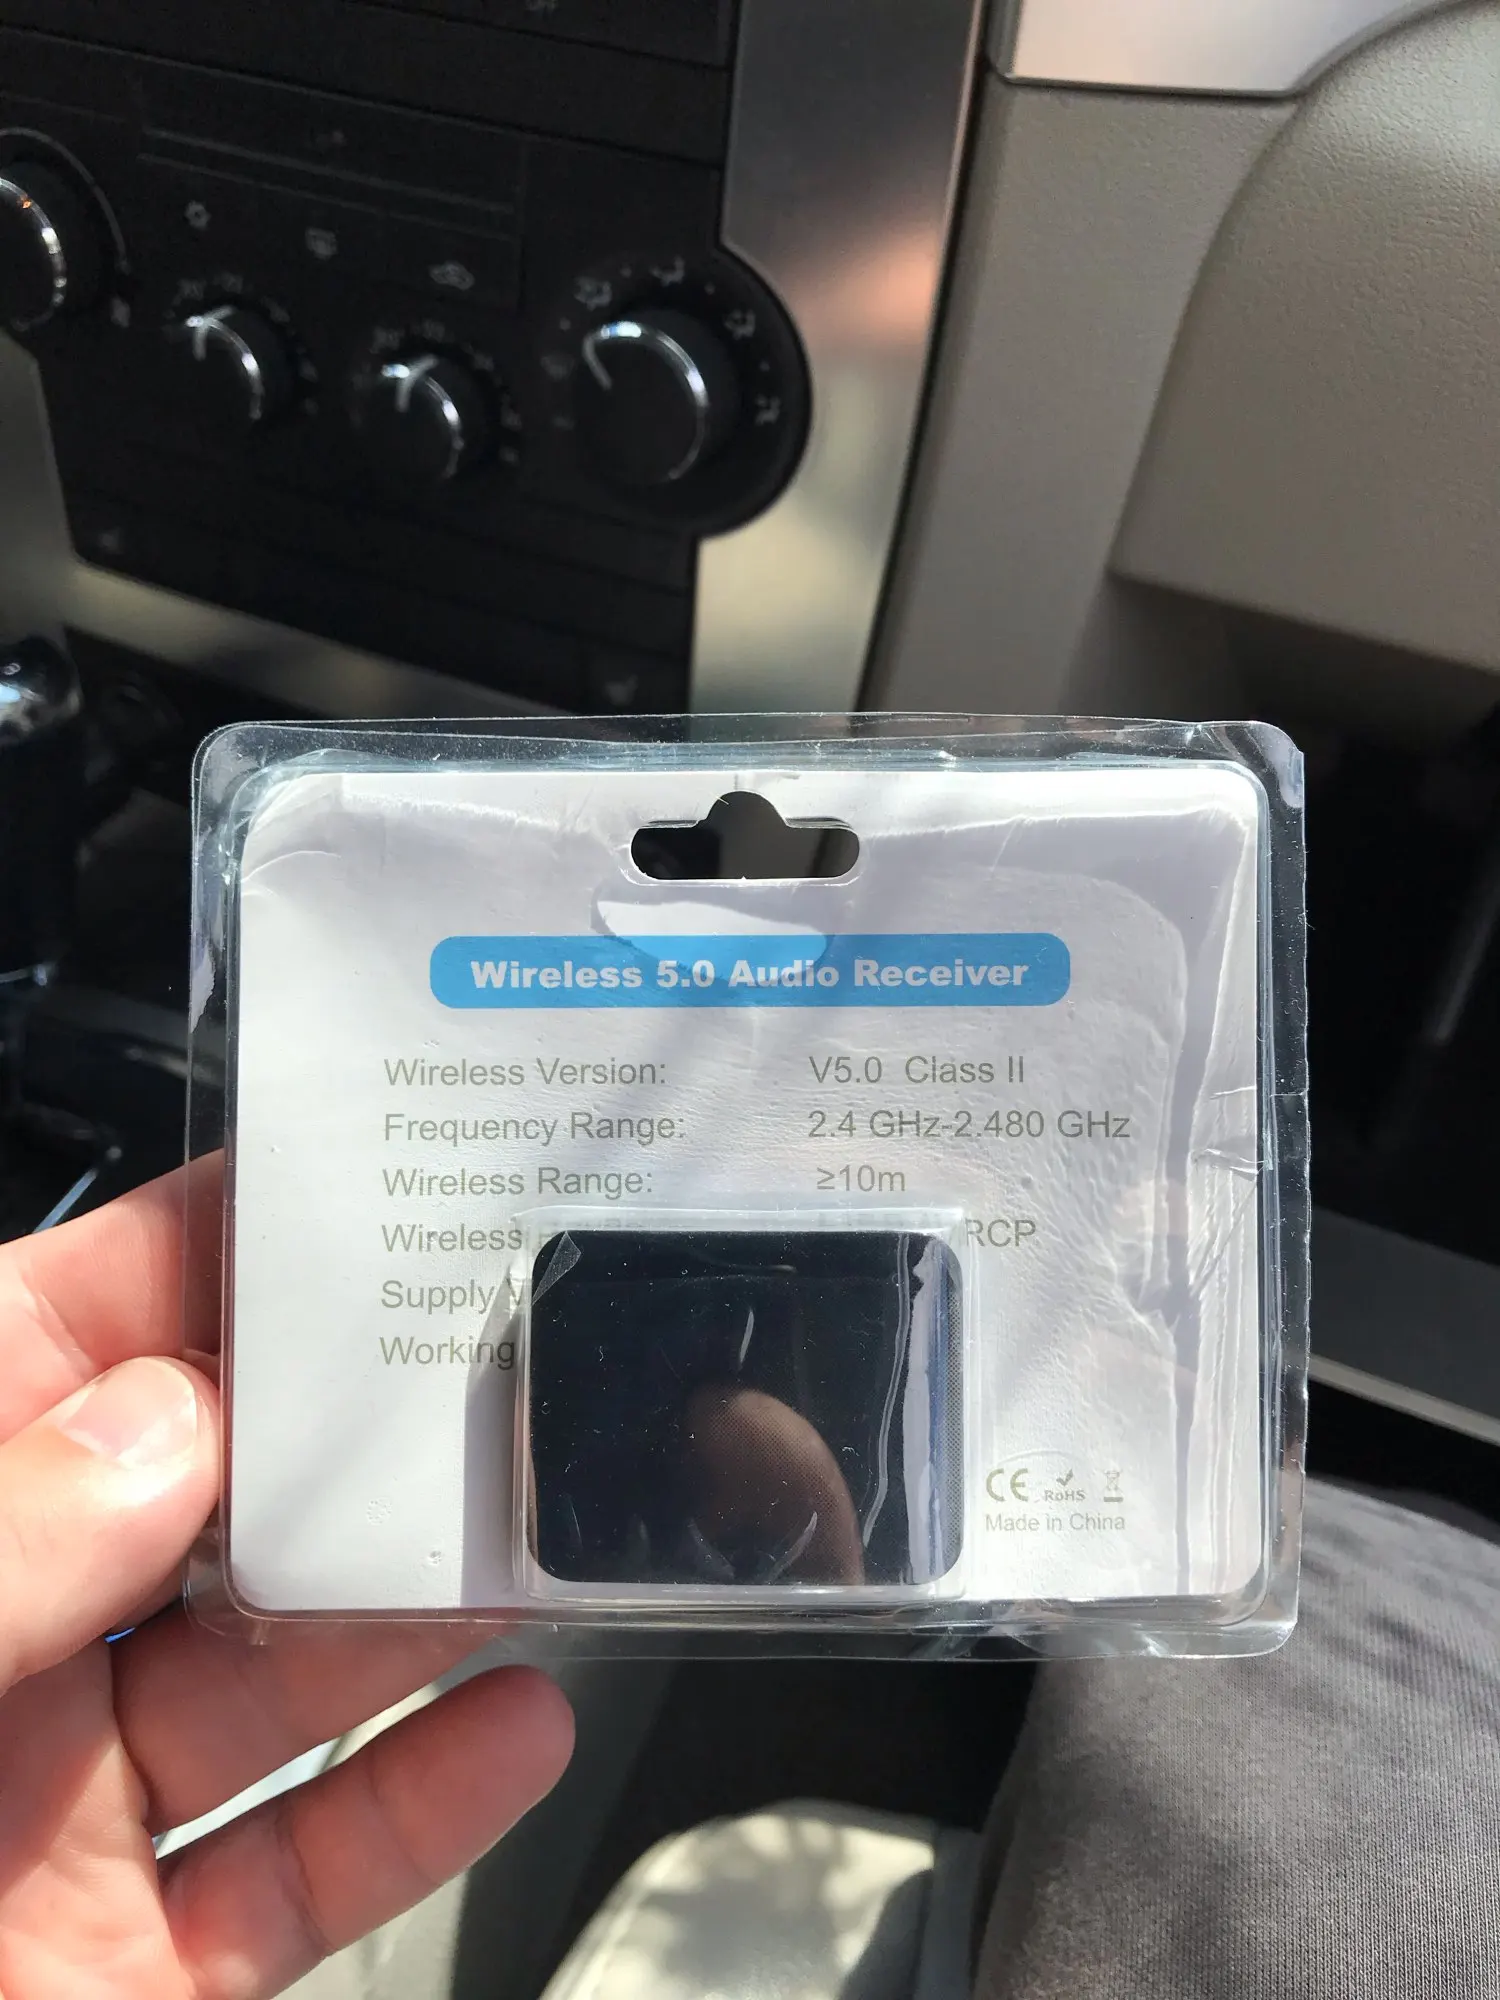 Wireless 5.0 Audio Receiver
Wireless Version: V5.0 Class II
Frequency Range: 2.4 GHz-2.480 GHz
Wireless Range: ≥10m
Wireless RCP
Supply
Working
CE RoHS
Made in China